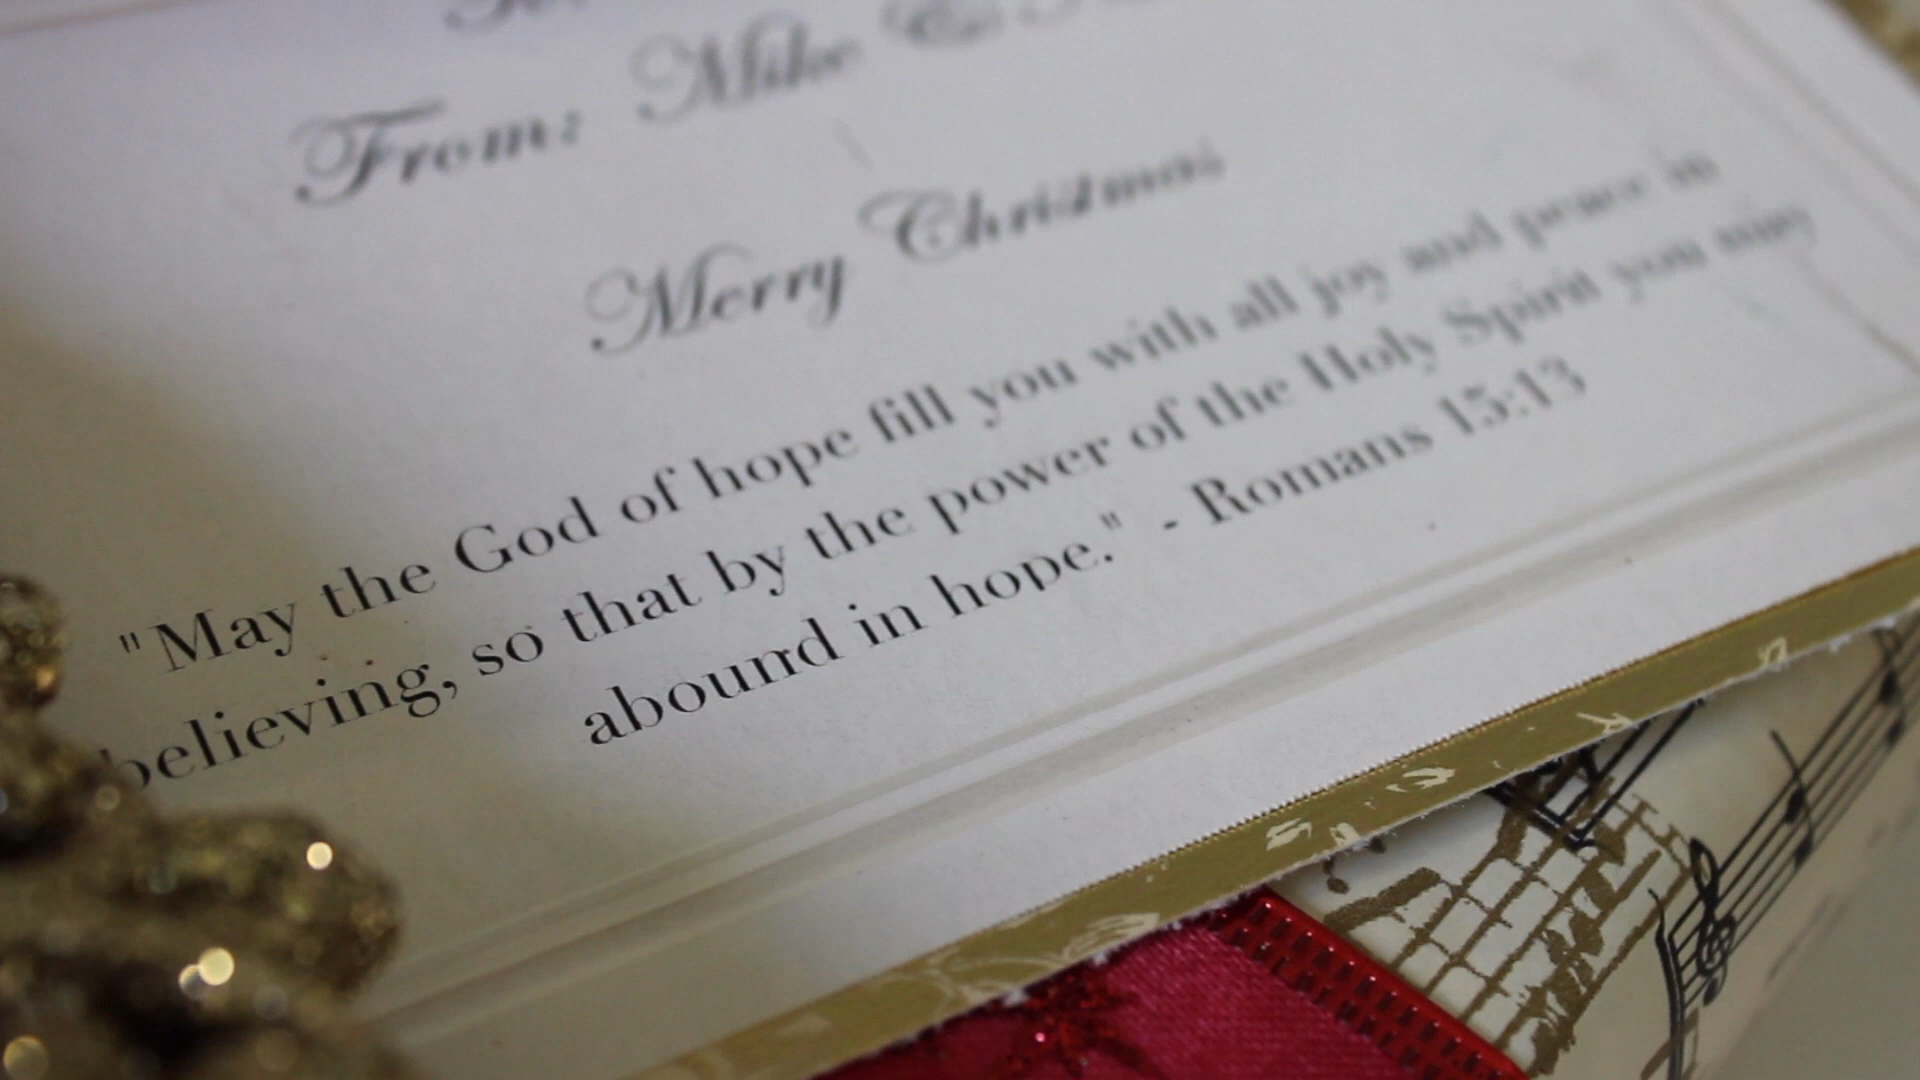 To:
From: Mike &
Merry Christmas
"May the God of hope fill you with all joy and peace in
believing, so that by the power of the Holy Spirit you may
abound in hope." - Romans 15:13